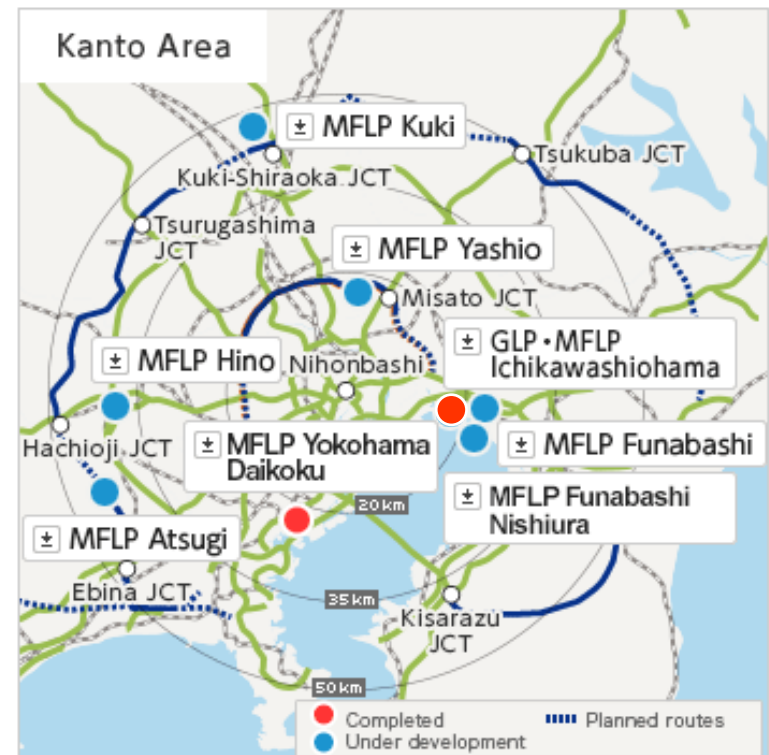 Kanto Area
MFLP Kuki
Kuki-Shiraoka JCT
Tsukuba JCT
Tsurugashima
JCT
MFLP Yashio
Misato JCT
GLP・MFLP
Ichikawashiohama
MFLP Hino
Nihonbashi
Hachioji JCT
MFLP Yokohama
Daikoku
MFLP Funabashi
20km
MFLP Funabashi
Nishiura
MFLP Atsugi
Ebina JCT
35km
Kisarazu
JCT
50km
Completed
Planned routes
Under development